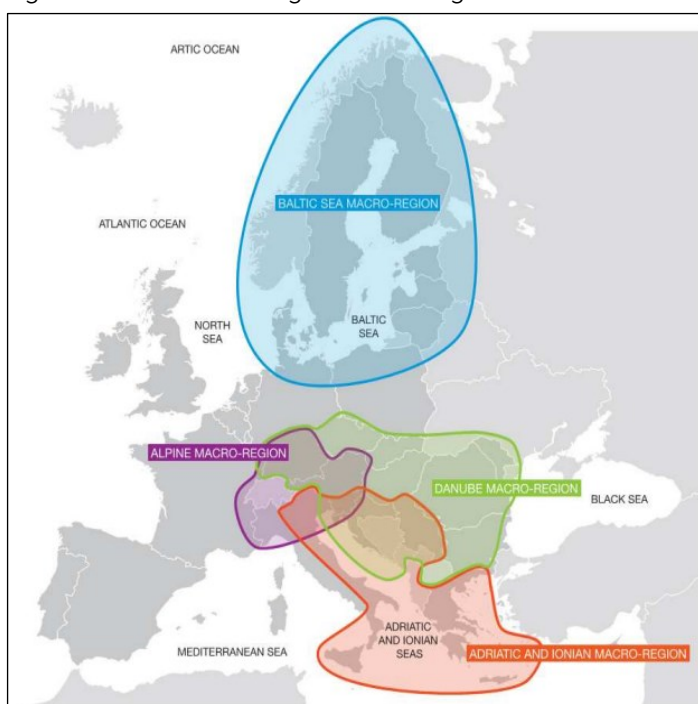 ARTIC OCEAN
BALTIC SEA MACRO-REGION
ATLANTIC OCEAN
NORTH
SEA
BALTIC
SEA
ALPINE MACRO-REGION
DANUBE MACRO-REGION
BLACK SEA
ADRIATIC
AND IONIAN
SEAS
MEDITERRANEAN SEA
ADRIATIC AND IONIAN MACRO-REGION